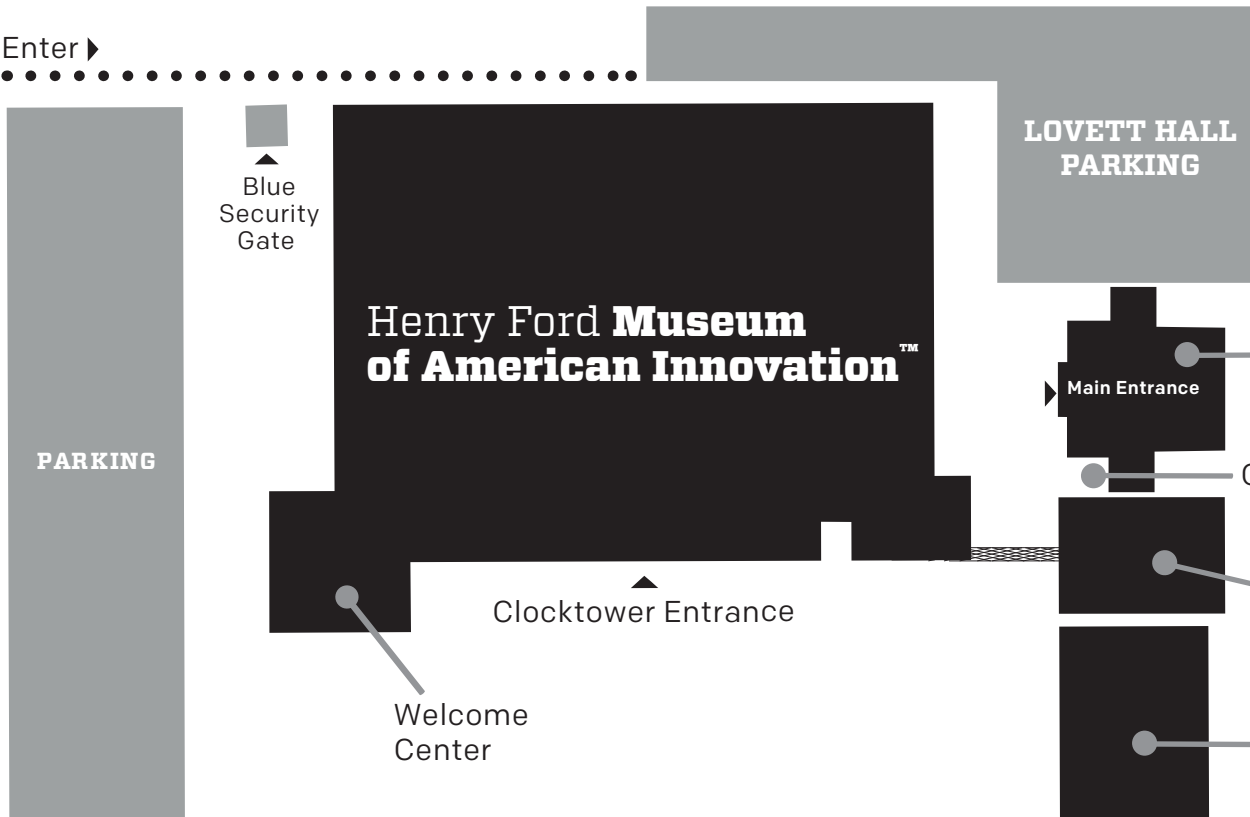 Enter
LOVETT HALL
PARKING
Blue
Security
Gate
Henry Ford Museum
of American Innovation™
Main Entrance
PARKING
Clocktower Entrance
Welcome
Center